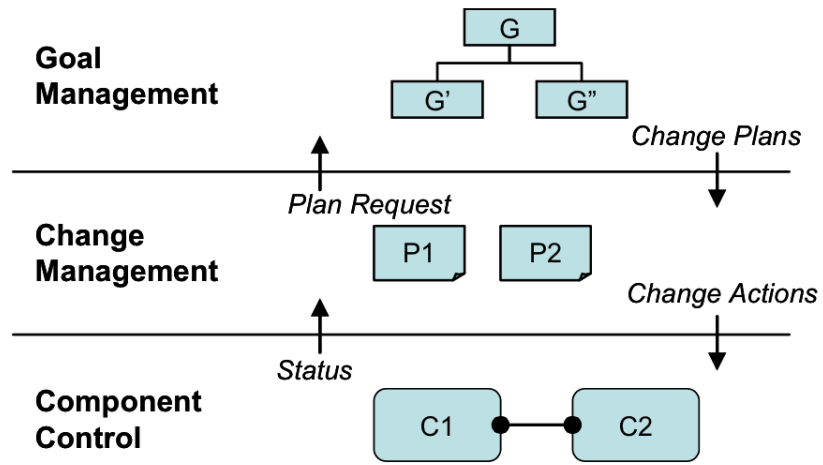 G
Goal
Management
G’
G”
Change Plans
Plan Request
Change
Management
P1
P2
Change Actions
Status
Component
Control
C1
C2